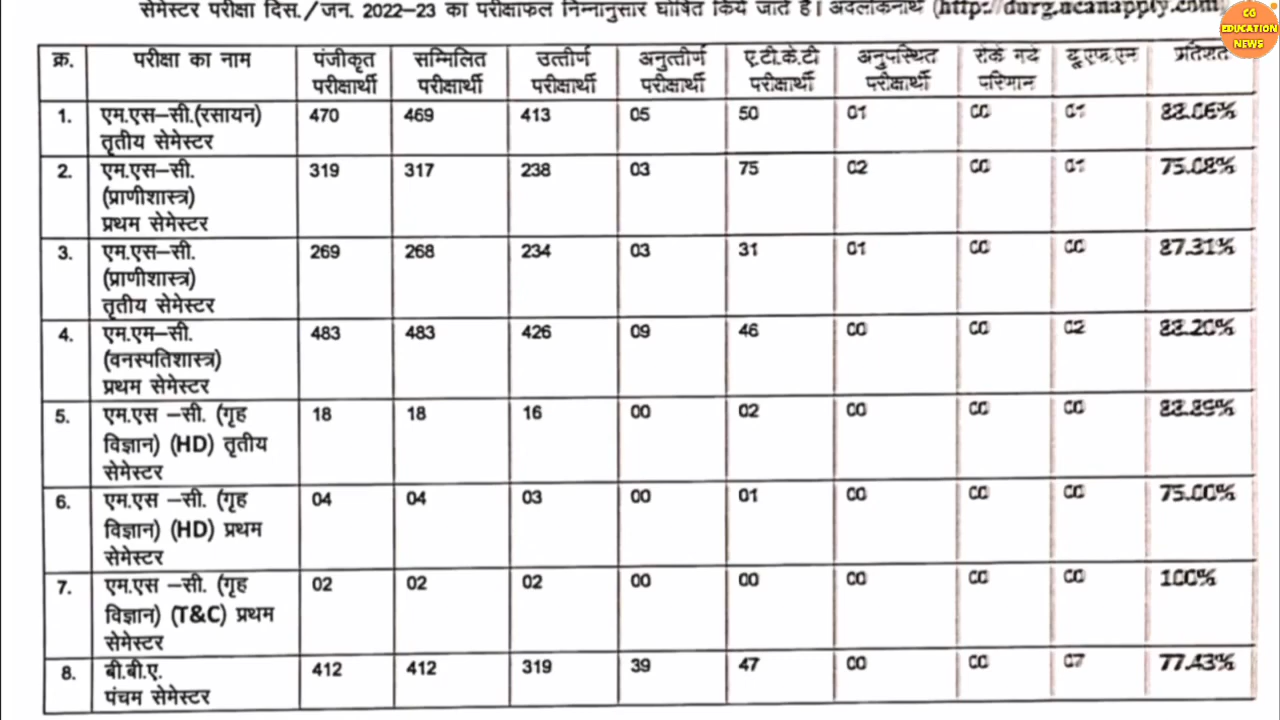 सेमेस्टर परीक्षा दिस./जन. 2022–23 का परीक्षाफल निम्नानुसार घोषित किये जाते है। अवलोकनार्थ (http://durg.ucanapply.com
CG
EDUCATION
NEWS
क्र. परीक्षा का नाम पंजीकृत सम्मिलित उत्तीर्ण अनुत्तीर्ण ए.टी.के.टी अनुपस्थित रोके गये यू.एफ.एम प्रतिशत
परीक्षार्थी परीक्षार्थी परीक्षार्थी परीक्षार्थी परीक्षार्थी परीक्षार्थी
1. एम.एस–सी.(रसायन) 470 469 413 05 50 01 00 01 88.06%
तृतीय सेमेस्टर
2. एम.एस–सी. 319 317 238 03 75 02 00 01 75.08%
(प्राणीशास्त्र)
प्रथम सेमेस्टर
3. एम.एस–सी. 269 268 234 03 31 01 00 00 87.31%
(प्राणीशास्त्र)
तृतीय सेमेस्टर
4. एम.एम–सी. 483 483 426 09 46 00 00 02 88.20%
(वनस्पतिशास्त्र)
प्रथम सेमेस्टर
5. एम.एस –सी. (गृह 18 18 16 00 02 00 00 00 88.89%
विज्ञान) (HD) तृतीय
सेमेस्टर
6. एम.एस –सी. (गृह 04 04 03 00 01 00 00 00 75.00%
विज्ञान) (HD) प्रथम
सेमेस्टर
7. एम.एस –सी. (गृह 02 02 02 00 00 00 00 00 100%
विज्ञान) (T&C) प्रथम
सेमेस्टर
8. बी.बी.ए. 412 412 319 39 47 00 00 07 77.43%
पंचम सेमेस्टर